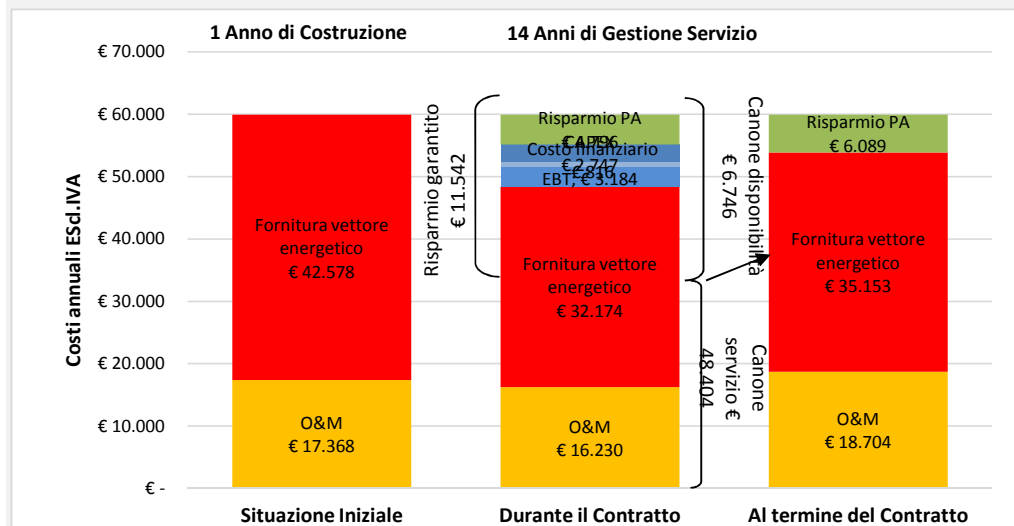 1 Anno di Costruzione
14 Anni di Gestione Servizio
Costi annuali EScl.IVA
€ 70.000
€ 60.000
€ 50.000
€ 40.000
€ 30.000
€ 20.000
€ 10.000
€ -
Fornitura vettore
energetico
€ 42.578
O&M
€ 17.368
Situazione Iniziale
Risparmio garantito
€ 11.542
Risparmio PA
€ 4.796
CAPEX
Costo finanziario
€ 2.747
€ 816
EBT; € 3.184
Fornitura vettore
energetico
€ 32.174
O&M
€ 16.230
Durante il Contratto
Canone disponibilità
€ 6.746
Canone
servizio €
48.404
Risparmio PA
€ 6.089
Fornitura vettore
energetico
€ 35.153
O&M
€ 18.704
Al termine del Contratto